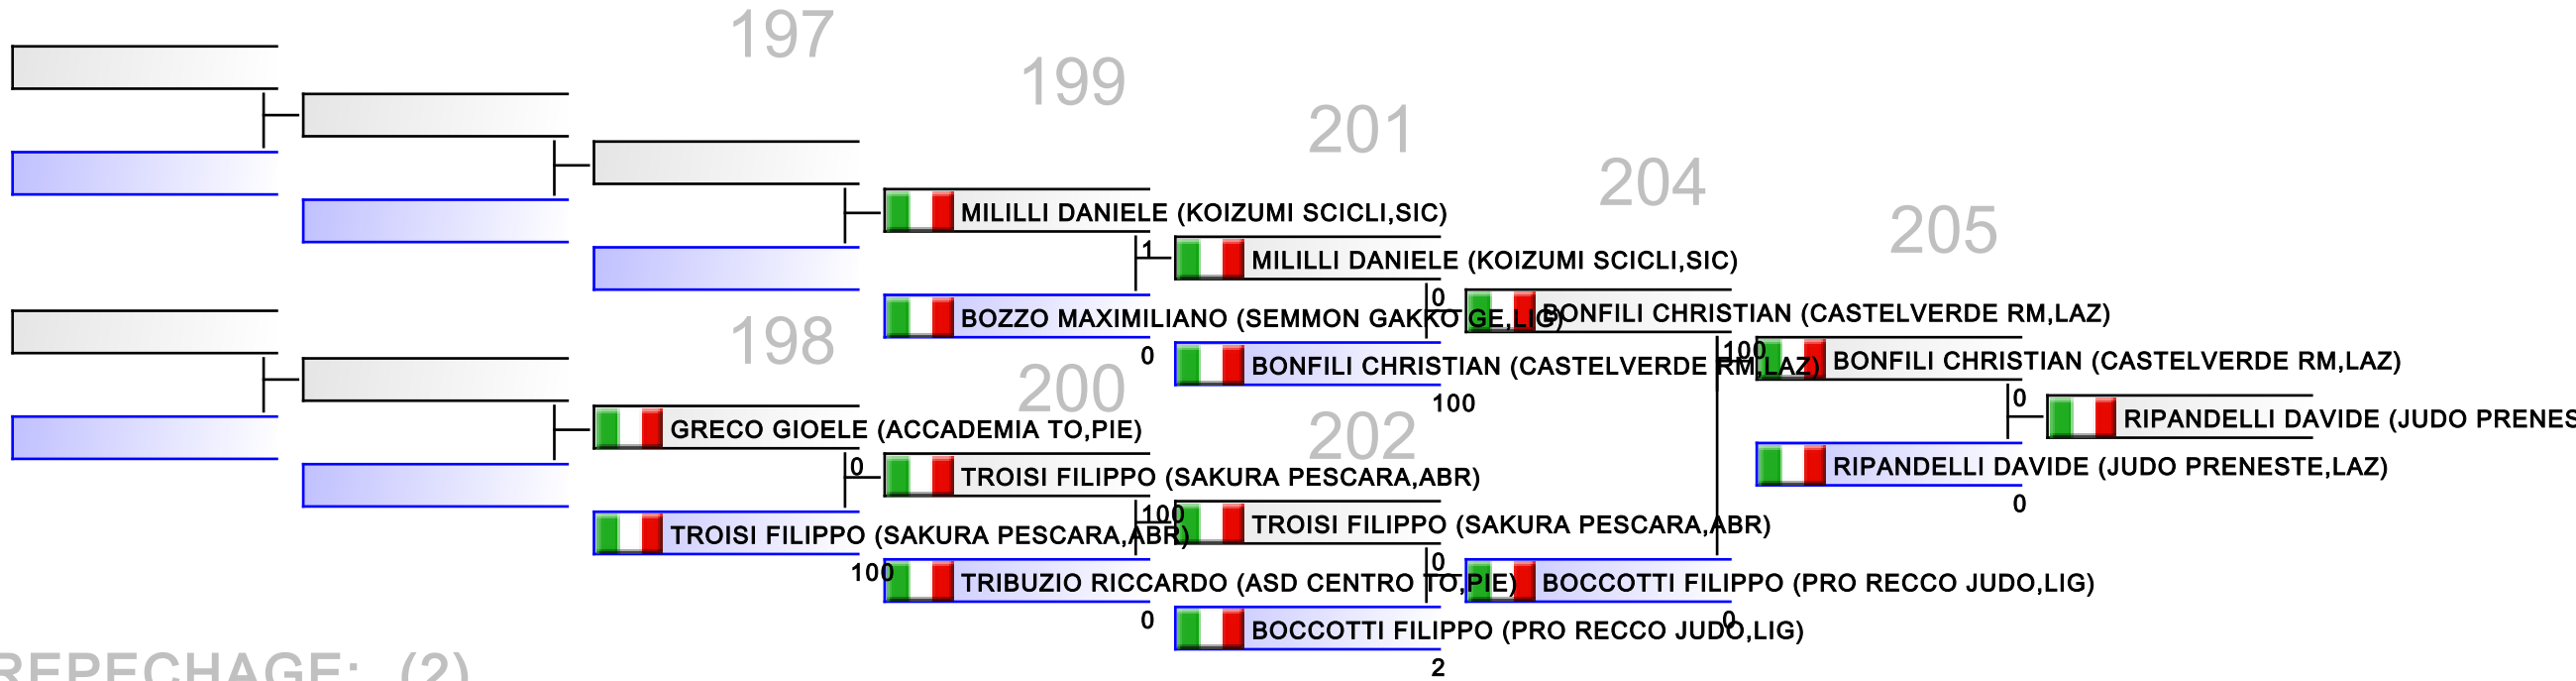 197
199
201
204
205
MILILLI DANIELE (KOIZUMI SCICLI,SIC)
1
MILILLI DANIELE (KOIZUMI SCICLI,SIC)
0
BOZZO MAXIMILIANO (SEMMON GAKKO GE,LIG)
0
BONFILI CHRISTIAN (CASTELVERDE RM,LAZ)
100
BONFILI CHRISTIAN (CASTELVERDE RM,LAZ)
100
BONFILI CHRISTIAN (CASTELVERDE RM,LAZ)
0
RIPANDELLI DAVIDE (JUDO PRENES
RIPANDELLI DAVIDE (JUDO PRENESTE,LAZ)
0
198
200
202
GRECO GIOELE (ACCADEMIA TO,PIE)
0
TROISI FILIPPO (SAKURA PESCARA,ABR)
100
TROISI FILIPPO (SAKURA PESCARA,ABR)
100
TROISI FILIPPO (SAKURA PESCARA,ABR)
0
TRIBUZIO RICCARDO (ASD CENTRO TO,PIE)
0
BOCCOTTI FILIPPO (PRO RECCO JUDO,LIG)
0
BOCCOTTI FILIPPO (PRO RECCO JUDO,LIG)
2
REPECHAGE: (2)